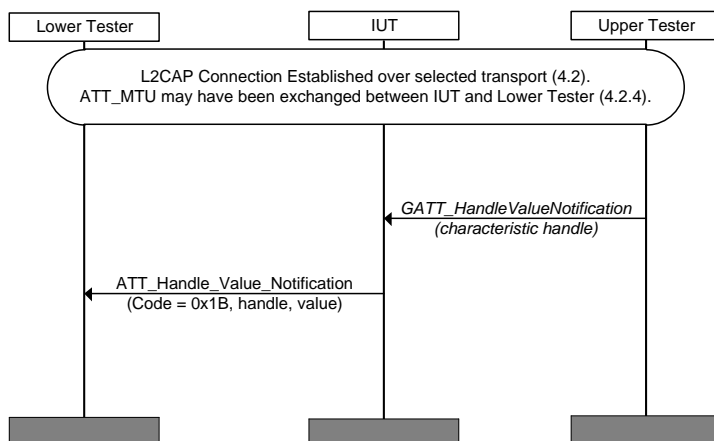 Lower Tester
IUT
Upper Tester
L2CAP Connection Established over selected transport (4.2).
ATT_MTU may have been exchanged between IUT and Lower Tester (4.2.4).
GATT_HandleValueNotification
(characteristic handle)
ATT_Handle_Value_Notification
(Code = 0x1B, handle, value)